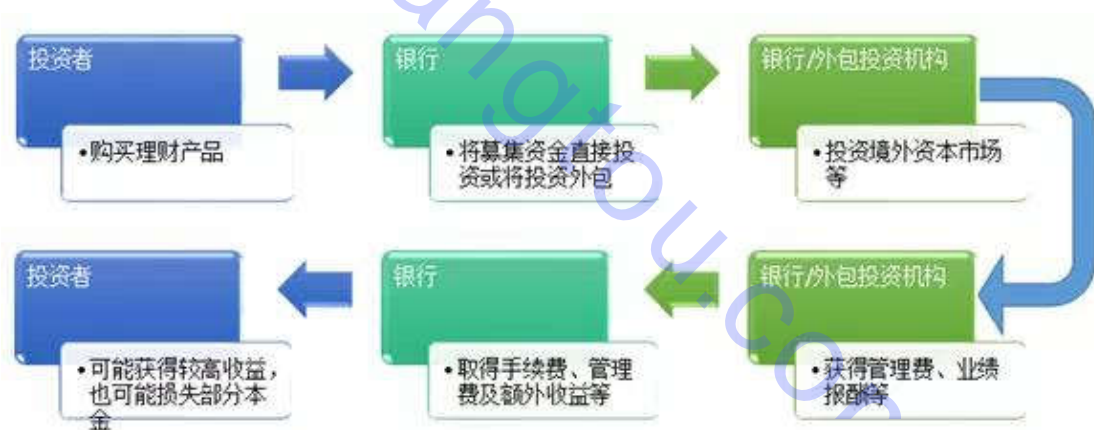 投资者
银行
银行/外包投资机构
•购买理财产品
•将募集资金直接投
资或将投资外包
•投资境外资本市场
等
投资者
银行
银行/外包投资机构
•可能获得较高收益，
也可能损失部分本
金
•取得手续费、管理
费及额外收益等
•获得管理费、业绩
报酬等